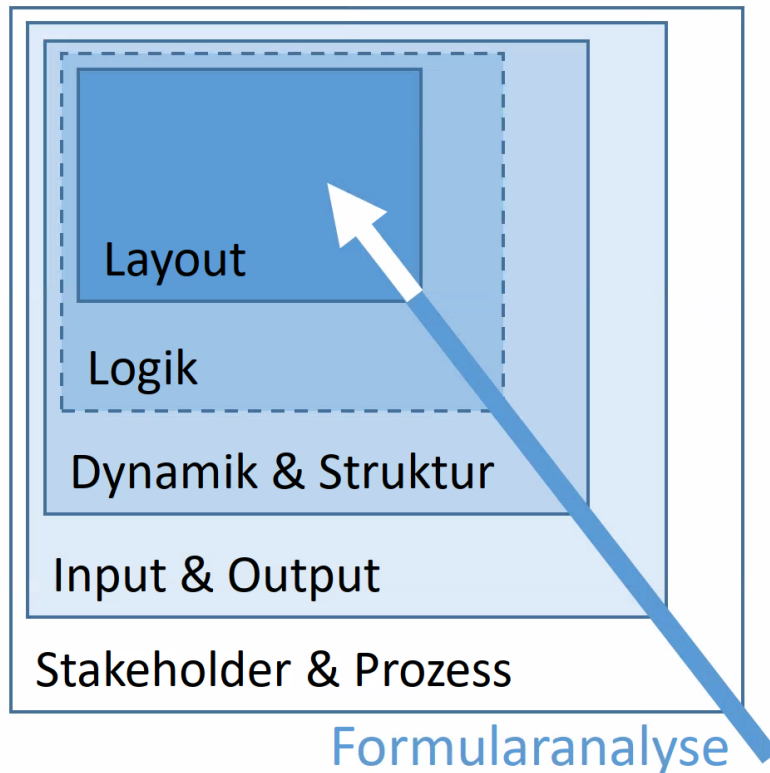 Layout
Logik
Dynamik & Struktur
Input & Output
Stakeholder & Prozess
Formularanalyse